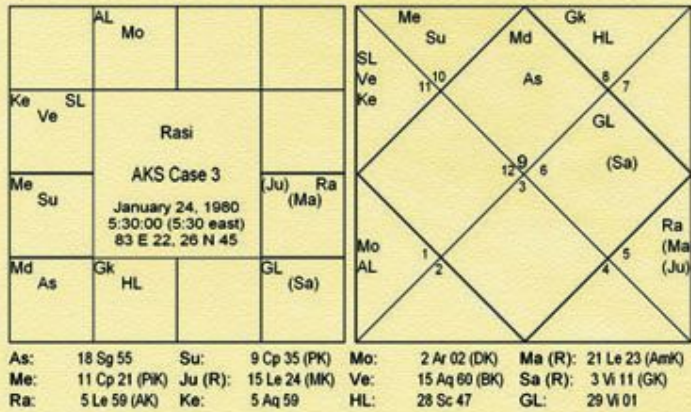 AL
Mo
Ke SL
Ve
Rasi
AKS Case 3
January 24, 1980
5:30:00 (5:30 east)
83 E 22, 26 N 45
Me
Su
(Ju) Ra
(Ma)
Md
As
Gk
HL
GL
(Sa)
Me
Su
Md
As
Gk
HL
SL
Ve
Ke
10
11
8
7
GL
(Sa)
9
12 6
3
Mo
AL
1
2
5
4
Ra
(Ma
(Ju)
As: 18 Sg 55 Su: 9 Cp 35 (PK) Mo: 2 Ar 02 (DK) Ma (R): 21 Le 23 (AmK)
Me: 11 Cp 21 (PiK) Ju (R): 15 Le 24 (MK) Ve: 15 Aq 60 (BK) Sa (R): 3 Vi 11 (GK)
Ra: 5 Le 59 (AK) Ke: 5 Aq 59 HL: 28 Sc 47 GL: 29 Vi 01